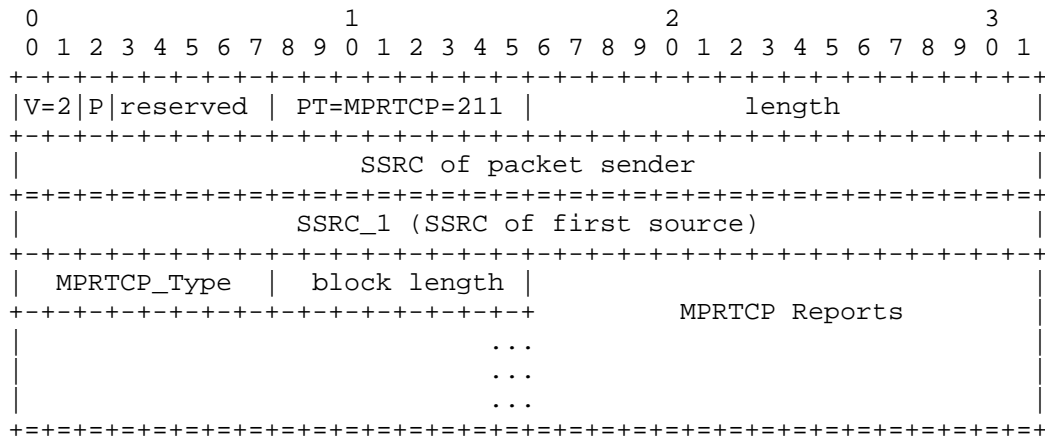 0                   1                   2                   3
 0 1 2 3 4 5 6 7 8 9 0 1 2 3 4 5 6 7 8 9 0 1 2 3 4 5 6 7 8 9 0 1
+-+-+-+-+-+-+-+-+-+-+-+-+-+-+-+-+-+-+-+-+-+-+-+-+-+-+-+-+-+-+-+-+
|V=2|P|reserved | PT=MPRTCP=211 |             length            |
+-+-+-+-+-+-+-+-+-+-+-+-+-+-+-+-+-+-+-+-+-+-+-+-+-+-+-+-+-+-+-+-+
|                     SSRC of packet sender                     |
+=+=+=+=+=+=+=+=+=+=+=+=+=+=+=+=+=+=+=+=+=+=+=+=+=+=+=+=+=+=+=+=+
|                 SSRC_1 (SSRC of first source)                 |
+-+-+-+-+-+-+-+-+-+-+-+-+-+-+-+-+-+-+-+-+-+-+-+-+-+-+-+-+-+-+-+-+
|  MPRTCP_Type  |  block length |                               |
+-+-+-+-+-+-+-+-+-+-+-+-+-+-+-+-+         MPRTCP Reports        |
|                             ...                               |
|                             ...                               |
|                             ...                               |
+=+=+=+=+=+=+=+=+=+=+=+=+=+=+=+=+=+=+=+=+=+=+=+=+=+=+=+=+=+=+=+=+